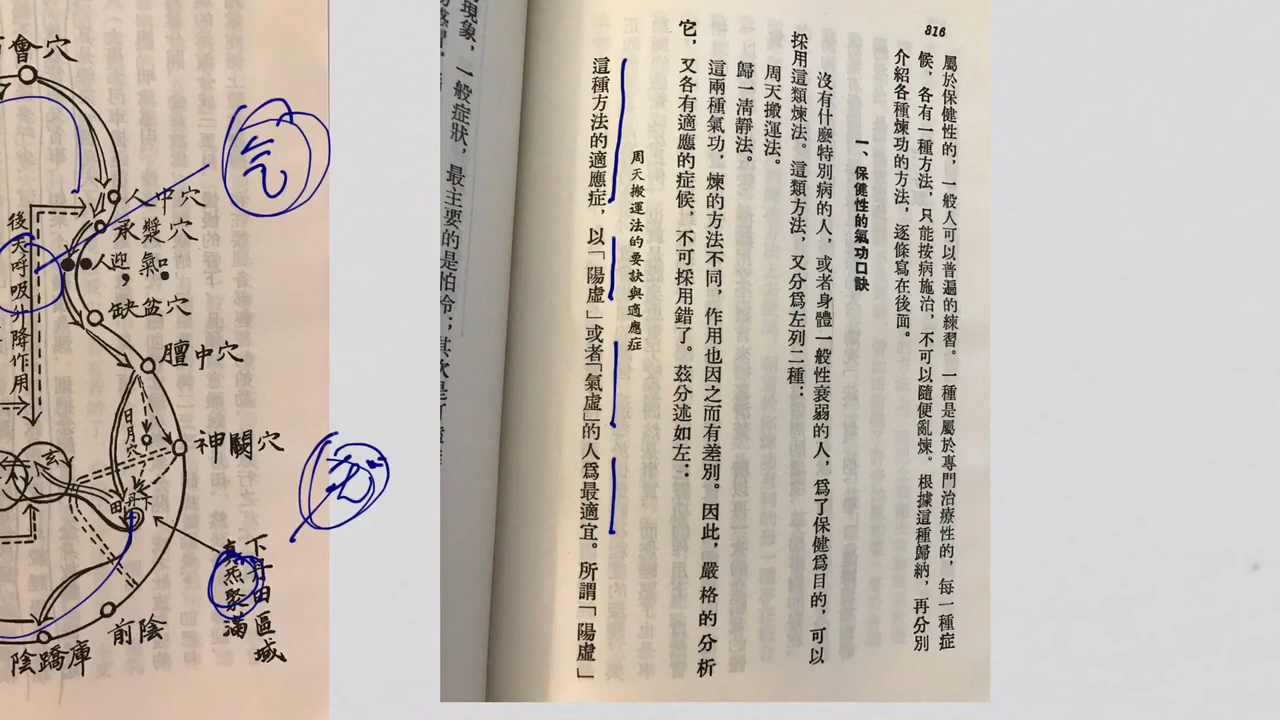 816
屬於保健性的，一般人可以普遍的練習。一種是屬於專門治療性的，每一種症
候，各有一種方法，只能按病施治，不可以隨便亂煉。根據這種歸納，再分別
介紹各種煉功的方法，逐條寫在後面。
一、保健性的氣功口訣
沒有什麼特別病的人，或者身體一般性衰弱的人，爲了保健爲目的，可以
採用這類煉法。這類方法，又分爲左列二種：
周天搬運法。
歸一清靜法。
這兩種氣功，煉的方法不同，作用也因之而有差別。因此，嚴格的分析
它，又各有適應的症候，不可採用錯了。茲分述如左：
周天搬運法的要訣與適應症
這種方法的適應症，以「陽虛」或者「氣虛」的人爲最適宜。所謂「陽虛」
現象，一般症狀，最主要的是怕冷；其次是
會穴
人中穴
承漿穴
人迎，氣和
缺盆穴
膻中穴
日月穴
神闕穴
下丹田
下丹田區域
真炁聚滿
前陰
陰蹻庫
後天呼吸升降作用
气
炁